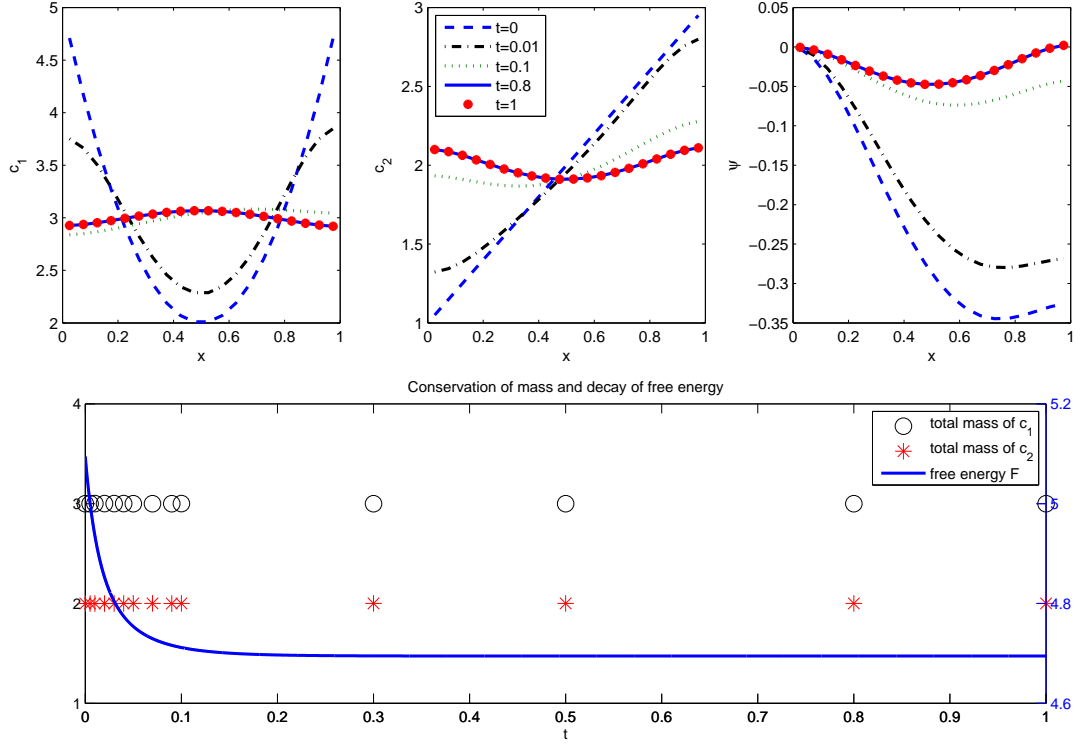 5
4.5
4
3.5
3
2.5
2
0 0.2 0.4 0.6 0.8 1
x
c1
3
2.5
2
1.5
1
0 0.2 0.4 0.6 0.8 1
x
c2
t=0
t=0.01
t=0.1
t=0.8
t=1
0.05
0
−0.05
−0.1
−0.15
−0.2
−0.25
−0.3
−0.35
0 0.2 0.4 0.6 0.8 1
x
ψ
Conservation of mass and decay of free energy
4
3
2
1
0 0.1 0.2 0.3 0.4 0.5 0.6 0.7 0.8 0.9 1
t
5.2
5
4.8
4.6
total mass of c1
total mass of c2
free energy F